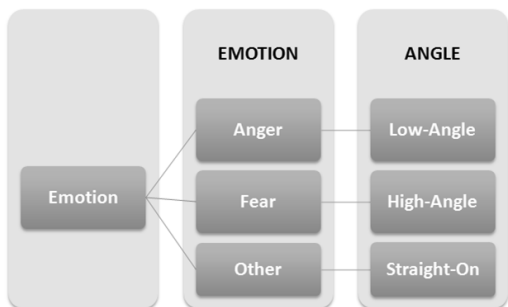 EMOTION
ANGLE
Emotion
Anger
Low-Angle
Fear
High-Angle
Other
Straight-On